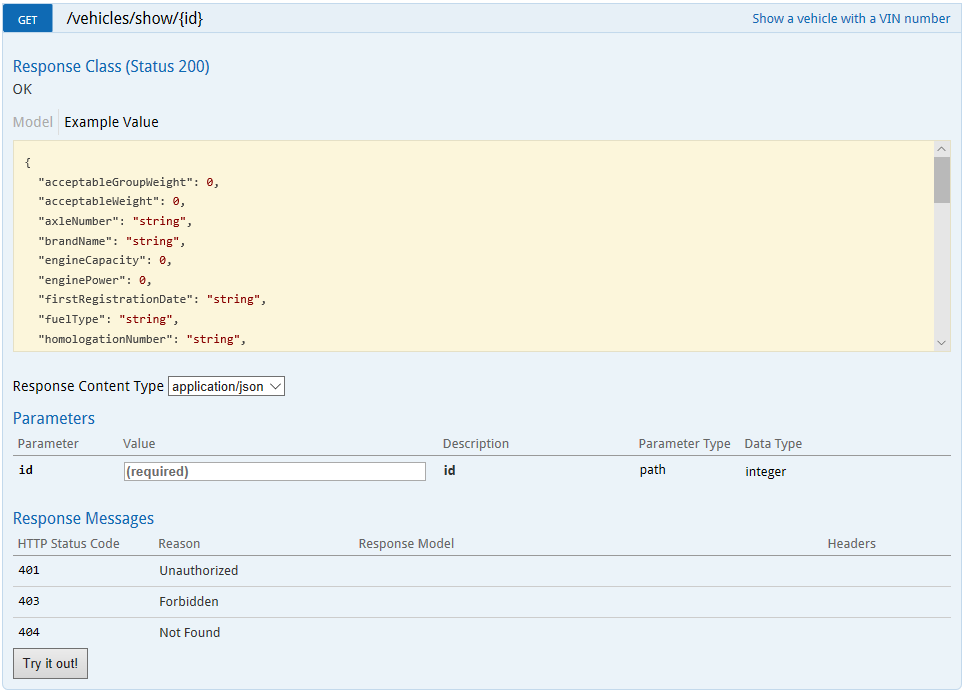 GET /vehicles/show/{id} Show a vehicle with a VIN number
Response Class (Status 200)
OK
Model Example Value
{
"acceptableGroupWeight": 0,
"acceptableWeight": 0,
"axleNumber": "string",
"brandName": "string",
"engineCapacity": 0,
"enginePower": 0,
"firstRegistrationDate": "string",
"fuelType": "string",
"homologationNumber": "string",
Response Content Type application/json
Parameters
Parameter Value Description Parameter Type Data Type
id (required) id path integer
Response Messages
HTTP Status Code Reason Response Model Headers
401 Unauthorized
403 Forbidden
404 Not Found
Try it out!